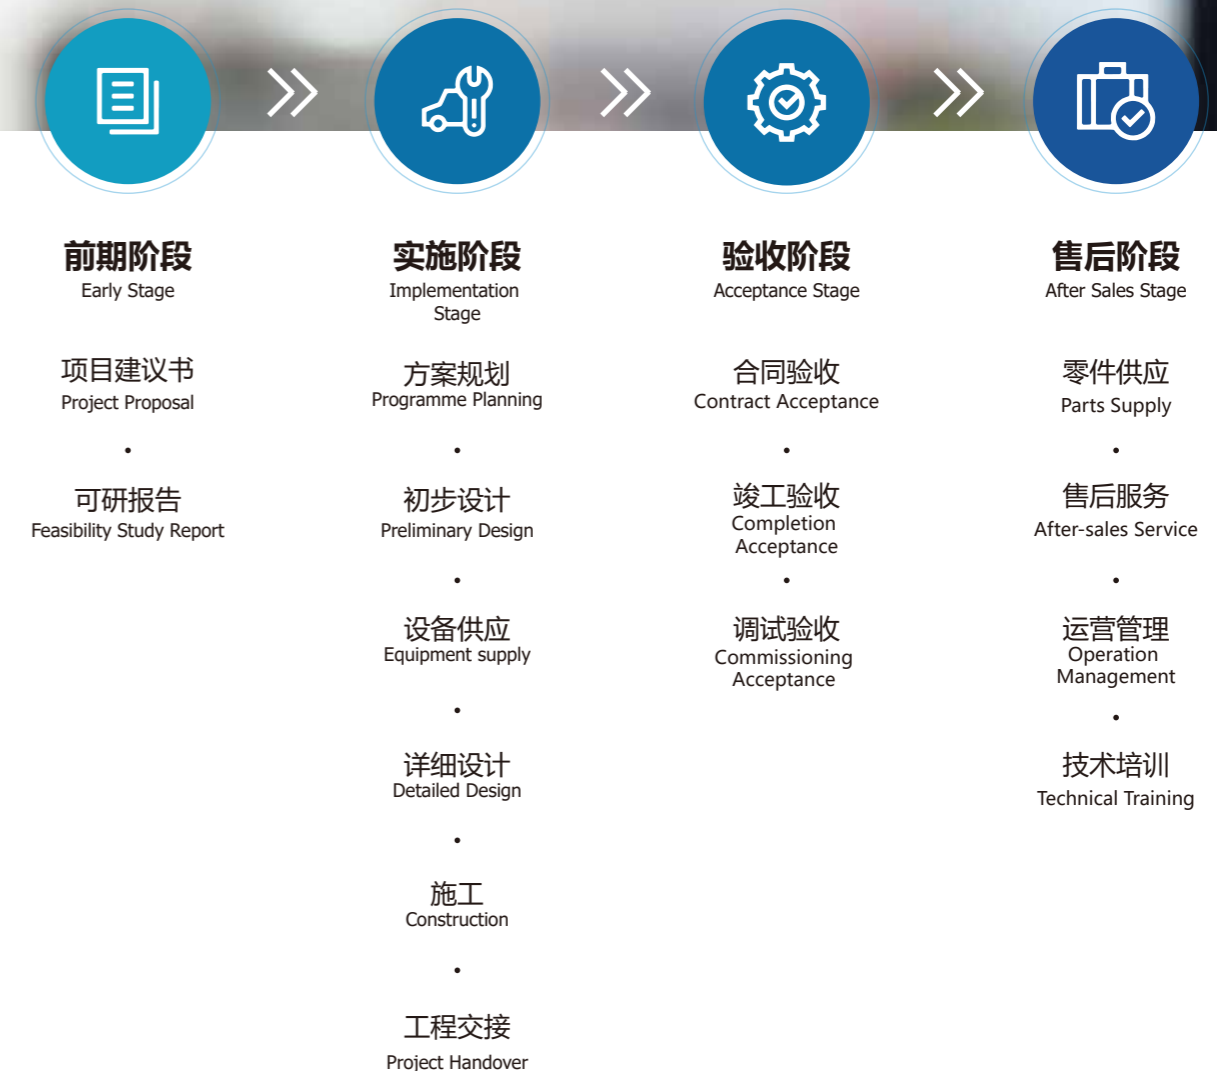 前期阶段
Early Stage
项目建议书
Project Proposal
·
可研报告
Feasibility Study Report
实施阶段
Implementation
Stage
方案规划
Programme Planning
·
初步设计
Preliminary Design
·
设备供应
Equipment supply
·
详细设计
Detailed Design
·
施工
Construction
·
工程交接
Project Handover
验收阶段
Acceptance Stage
合同验收
Contract Acceptance
·
竣工验收
Completion
Acceptance
·
调试验收
Commissioning
Acceptance
售后阶段
After Sales Stage
零件供应
Parts Supply
·
售后服务
After-sales Service
·
运营管理
Operation
Management
·
技术培训
Technical Training